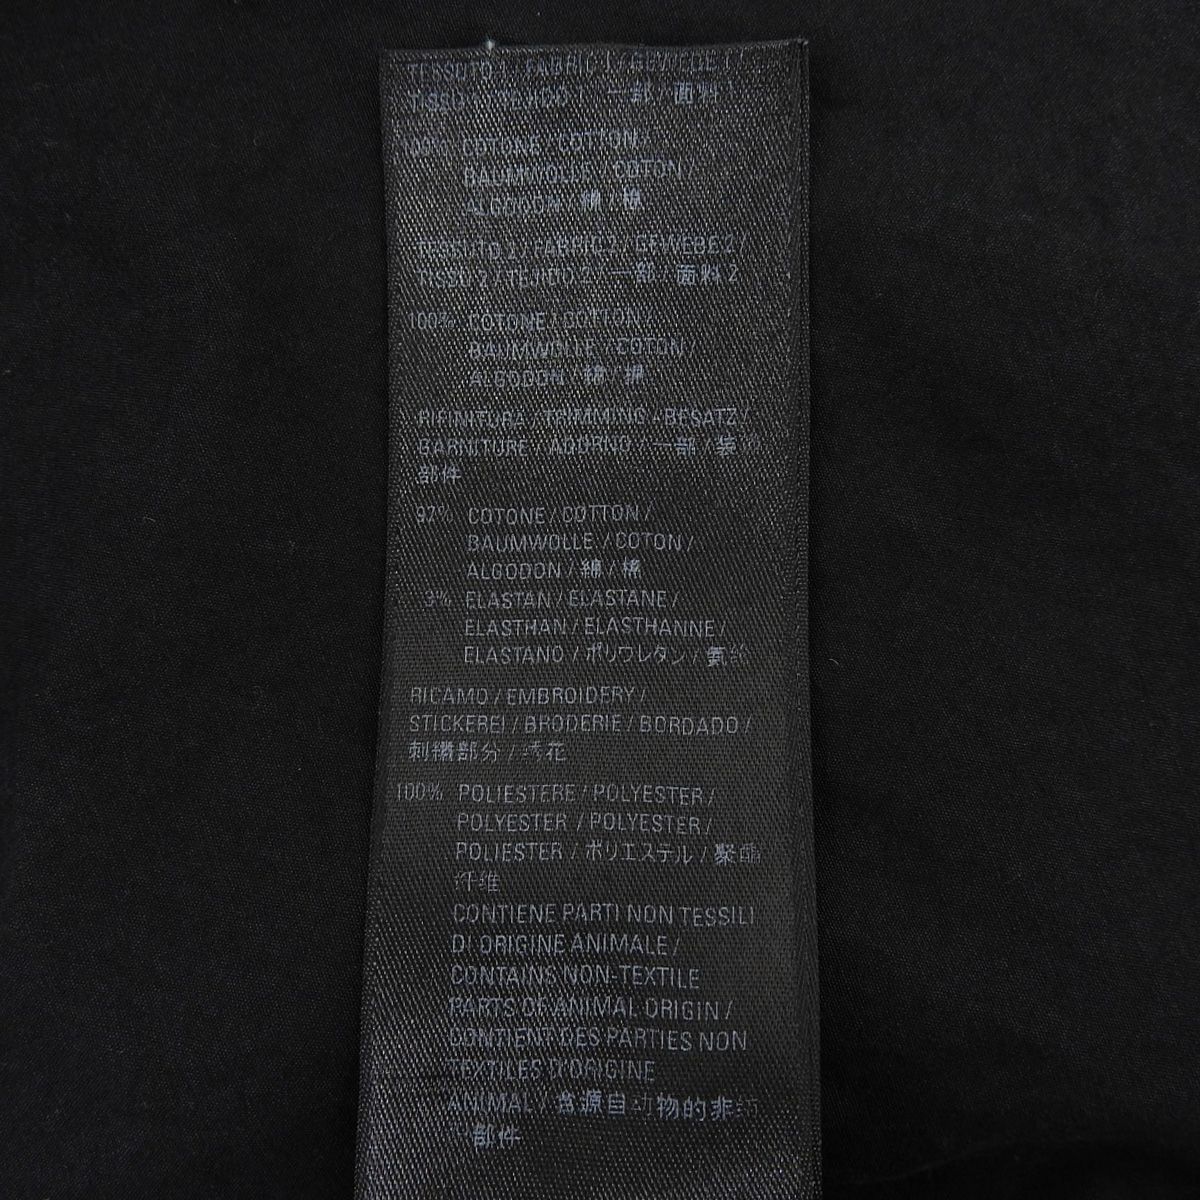 TESSUTO 1 / FABRIC 1 / GEWEBE 1 /
TISSU 1 / TEJIDO 1 / 一部 / 面料
100% COTONE / COTTON /
BAUMWOLLE / COTON /
ALGODON / 綿 / 棉
TESSUTO 2 / FABRIC 2 / GEWEBE 2 /
TISSU 2 / TEJIDO 2 / 一部 / 面料 2
100% COTONE / COTTON /
BAUMWOLLE / COTON /
ALGODON / 綿 / 棉
RIFINITURA / TRIMMING / BESATZ /
GARNITURE / ADORNO / 一部 / 装饰
部件
97% COTONE / COTTON /
BAUMWOLLE / COTON /
ALGODON / 綿 / 棉
3% ELASTAN / ELASTANE /
ELASTHAN / ELASTHANNE /
ELASTANO / ポリウレタン / 氨纶
RICAMO / EMBROIDERY /
STICKEREI / BRODERIE / BORDADO /
刺繍部分 / 绣花
100% POLIESTERE / POLYESTER /
POLYESTER / POLYESTER /
POLIESTER / ポリエステル / 聚酯
纤维
CONTIENE PARTI NON TESSILI
DI ORIGINE ANIMALE /
CONTAINS NON-TEXTILE
PARTS OF ANIMAL ORIGIN /
CONTIENT DES PARTIES NON
TEXTILES D'ORIGINE
ANIMALE / 含源自动物的非纺
部件